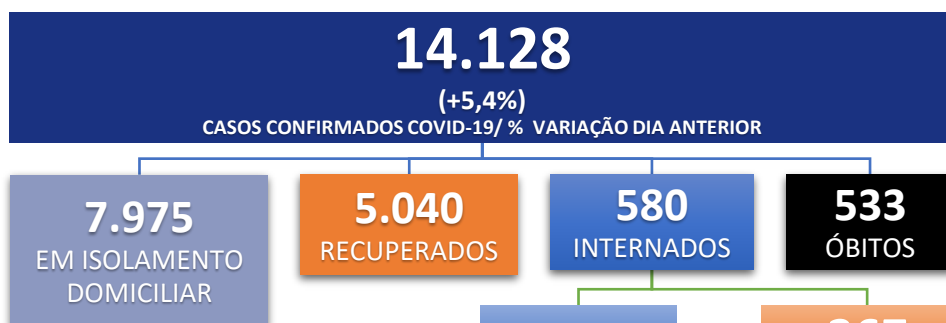 14.128
(+5,4%)
CASOS CONFIRMADOS COVID-19/ % VARIAÇÃO DIA ANTERIOR
7.975
EM ISOLAMENTO
DOMICILIAR
5.040
RECUPERADOS
580
INTERNADOS
533
ÓBITOS